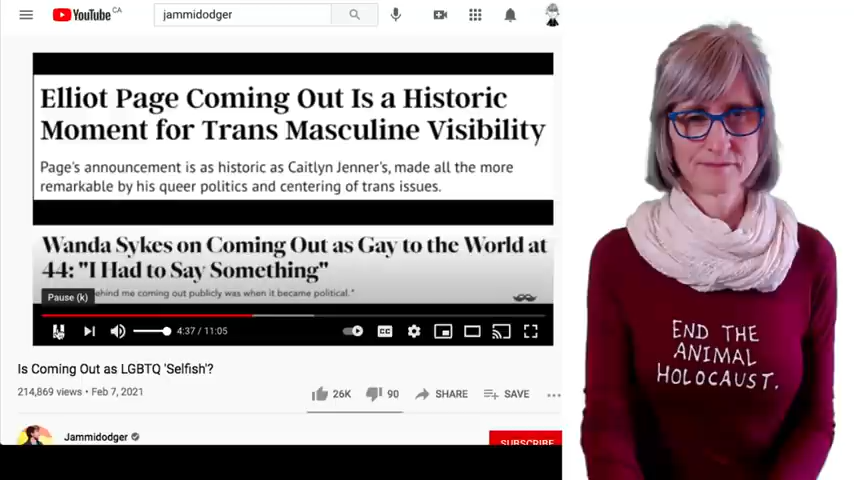 YouTube CA
jammidodger
Elliot Page Coming Out Is a Historic
Moment for Trans Masculine Visibility
Page's announcement is as historic as Caitlyn Jenner's, made all the more
remarkable by his queer politics and centering of trans issues.
Wanda Sykes on Coming Out as Gay to the World at
44: "I Had to Say Something"
Pause (k)
behind me coming out publicly was when it became political."
4:37 / 11:05
CC
Is Coming Out as LGBTQ 'Selfish'?
214,869 views • Feb 7, 2021
26K
90
SHARE
SAVE
Jammidodger
SUBSCRIBE
END THE
ANIMAL
HOLOCAUST.